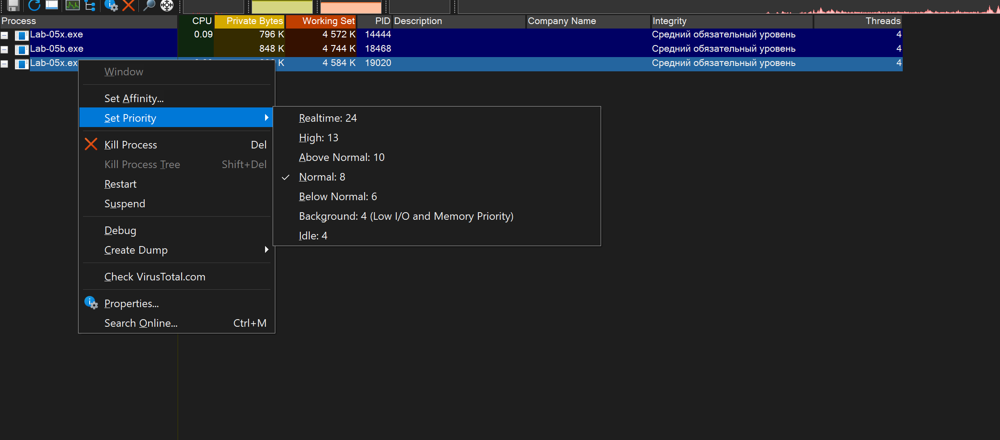 Process CPU Private Bytes Working Set PID Description Company Name Integrity Threads
Lab-05x.exe 0.09 796 K 4 572 K 14444 Средний обязательный уровень 4
Lab-05b.exe 848 K 4 744 K 18468 Средний обязательный уровень 4
Lab-05x.ex K 4 584 K 19020 Средний обязательный уровень 4
Window
Set Affinity...
Set Priority
Kill Process Del
Kill Process Tree Shift+Del
Restart
Suspend
Debug
Create Dump
Check VirusTotal.com
Properties...
Search Online... Ctrl+M
Realtime: 24
High: 13
Above Normal: 10
Normal: 8
Below Normal: 6
Background: 4 (Low I/O and Memory Priority)
Idle: 4